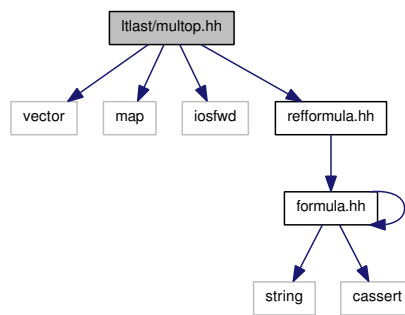 ltlast/multop.hh
vector
map
iosfwd
refformula.hh
formula.hh
string
cassert